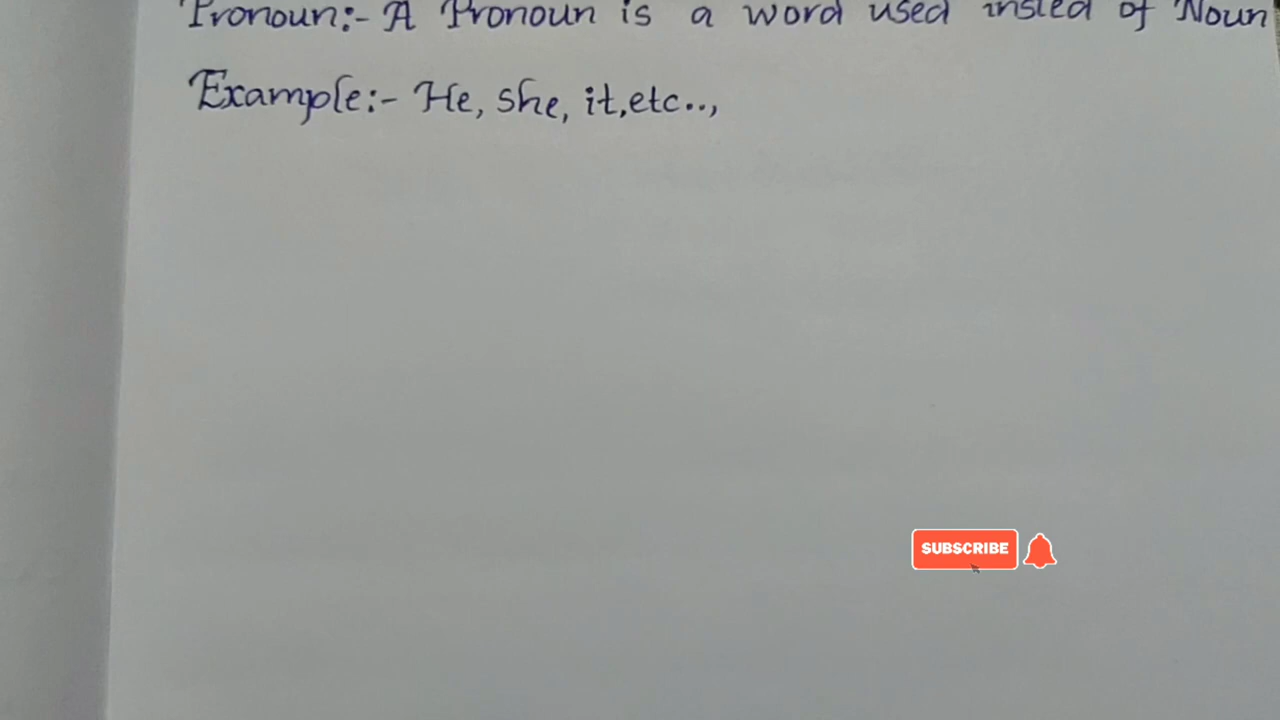 Pronoun:- A Pronoun is a word used insted of Noun
Example:- He, she, it,etc..,
SUBSCRIBE